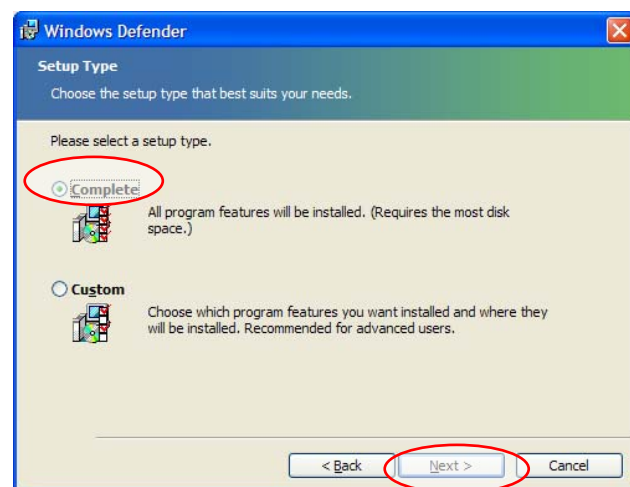 Windows Defender
Setup Type
Choose the setup type that best suits your needs.
Please select a setup type.
Complete
All program features will be installed. (Requires the most disk
space.)
Custom
Choose which program features you want installed and where they
will be installed. Recommended for advanced users.
< Back
Next >
Cancel